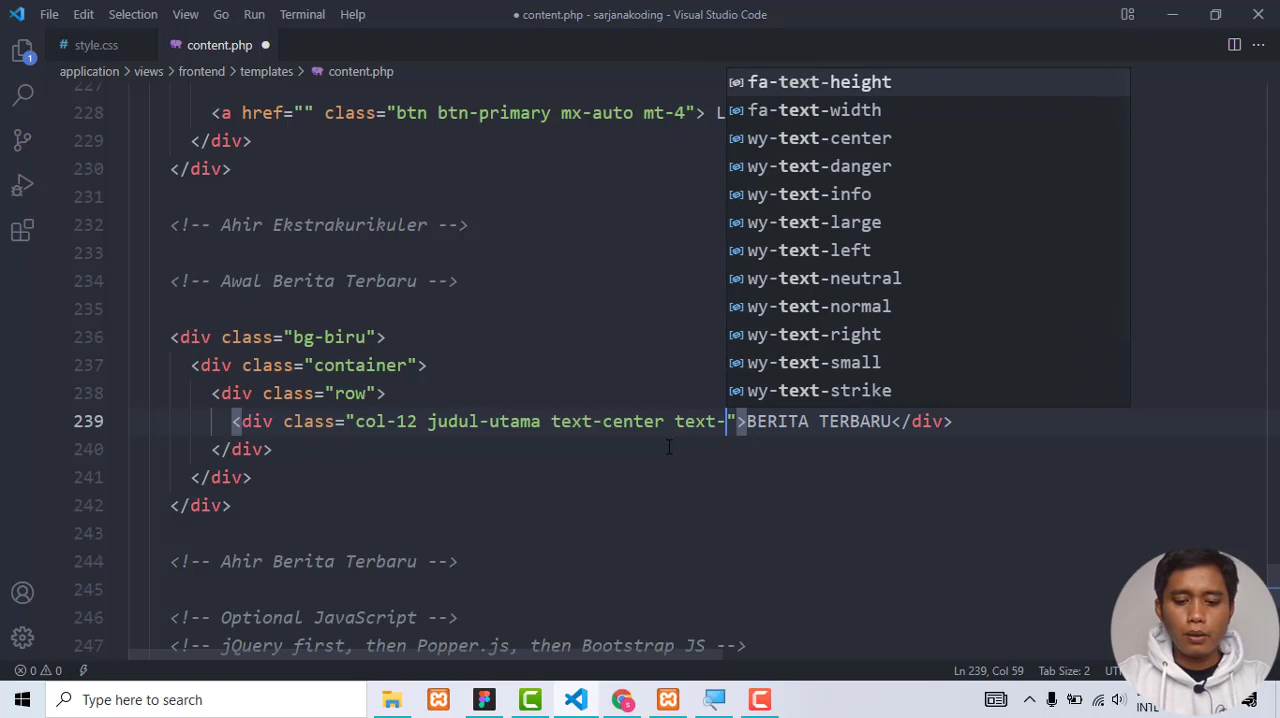 File Edit Selection View Go Run Terminal Help
● content.php - sarjanakoding - Visual Studio Code
# style.css
content.php ●
application > views > frontend > templates > content.php
227
228 <a href="" class="btn btn-primary mx-auto mt-4"> L
229 </div>
230 </div>
231
232 <!-- Ahir Ekstrakurikuler -->
233
234 <!-- Awal Berita Terbaru -->
235
236 <div class="bg-biru">
237 <div class="container">
238 <div class="row">
239 <div class="col-12 judul-utama text-center text-">BERITA TERBARU</div>
240 </div>
241 </div>
242 </div>
243
244 <!-- Ahir Berita Terbaru -->
245
246 <!-- Optional JavaScript -->
247 <!-- jQuery first, then Popper.js, then Bootstrap JS -->
fa-text-height
fa-text-width
wy-text-center
wy-text-danger
wy-text-info
wy-text-large
wy-text-left
wy-text-neutral
wy-text-normal
wy-text-right
wy-text-small
wy-text-strike
1
0 0
Ln 239, Col 59 Tab Size: 2
Type here to search